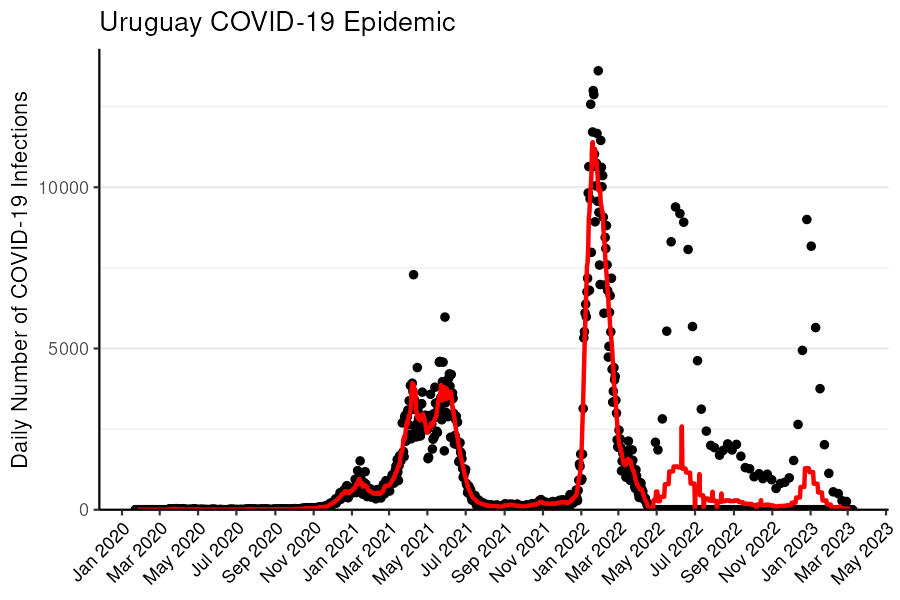 Uruguay COVID-19 Epidemic
Daily Number of COVID-19 Infections
10000
5000
0
Jan 2020
Mar 2020
May 2020
Jul 2020
Sep 2020
Nov 2020
Jan 2021
Mar 2021
May 2021
Jul 2021
Sep 2021
Nov 2021
Jan 2022
Mar 2022
May 2022
Jul 2022
Sep 2022
Nov 2022
Jan 2023
Mar 2023
May 2023